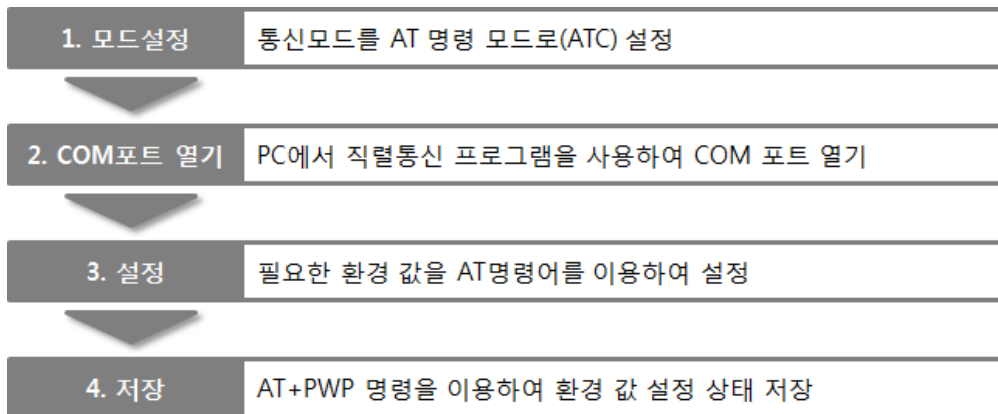 1. 모드설정 통신모드를 AT 명령 모드로(ATC) 설정
2. COM포트 열기 PC에서 직렬통신 프로그램을 사용하여 COM 포트 열기
3. 설정 필요한 환경 값을 AT명령어를 이용하여 설정
4. 저장 AT+PWP 명령을 이용하여 환경 값 설정 상태 저장